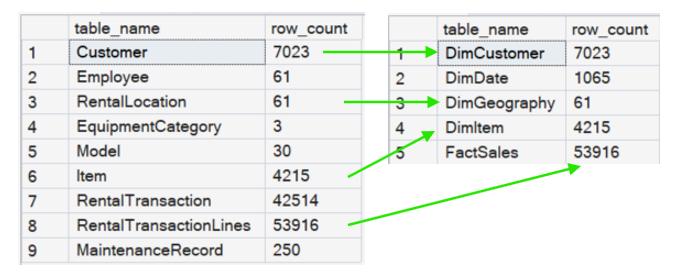 table_name row_count
1 Customer 7023
2 Employee 61
3 RentalLocation 61
4 EquipmentCategory 3
5 Model 30
6 Item 4215
7 RentalTransaction 42514
8 RentalTransactionLines 53916
9 MaintenanceRecord 250
table_name row_count
1 DimCustomer 7023
2 DimDate 1065
3 DimGeography 61
4 DimItem 4215
5 FactSales 53916